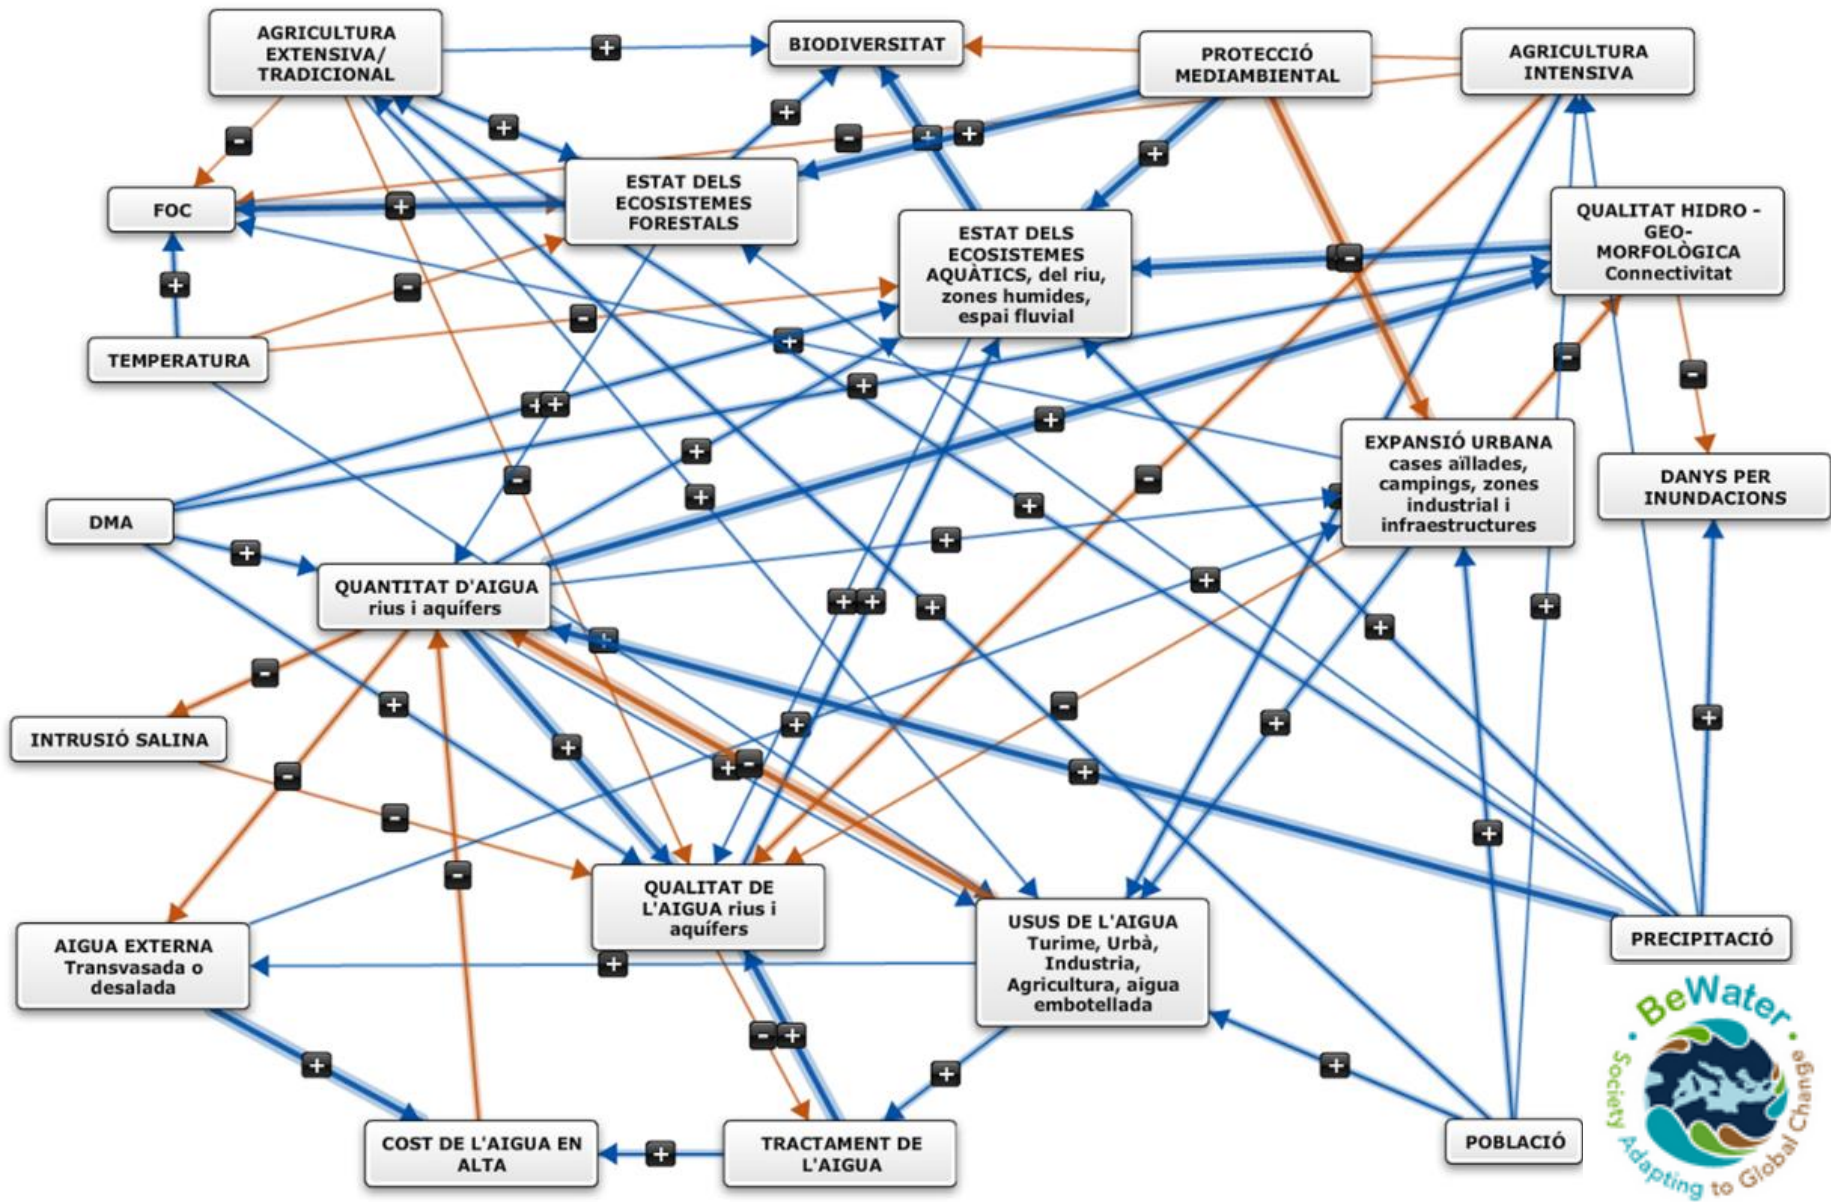 AGRICULTURA
EXTENSIVA/
TRADICIONAL
BIODIVERSITAT
PROTECCIÓ
MEDIAMBIENTAL
AGRICULTURA
INTENSIVA
FOC
ESTAT DELS
ECOSISTEMES
FORESTALS
ESTAT DELS
ECOSISTEMES
AQUÀTICS, del riu,
zones humides,
espai fluvial
QUALITAT HIDRO -
GEO-
MORFOLÒGICA
Connectivitat
TEMPERATURA
EXPANSIÓ URBANA
cases aïllades,
campings, zones
industrial i
infraestructures
DANYS PER
INUNDACIONS
DMA
QUANTITAT D'AIGUA
rius i aquífers
INTRUSIÓ SALINA
QUALITAT DE
L'AIGUA rius i
aquífers
USUS DE L'AIGUA
Turime, Urbà,
Industria,
Agricultura, aigua
embotellada
PRECIPITACIÓ
AIGUA EXTERNA
Transvasada o
desalada
COST DE L'AIGUA EN
ALTA
TRACTAMENT DE
L'AIGUA
POBLACIÓ
BeWater
Society Adapting to Global Change